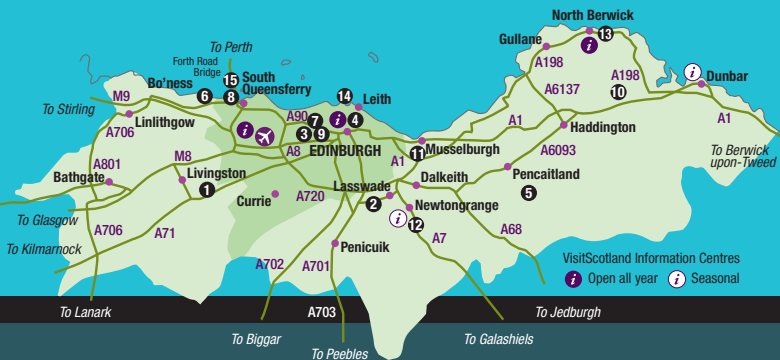 North Berwick
Gullane
13
i
To Perth
Forth Road
Bridge
15
South
Queensferry
Bo'ness
6
8
14
Leith
A198
A198
A6137
10
i
Dunbar
M9
To Stirling
Linlithgow
A706
A90
7
i
4
i
3
9
EDINBURGH
A8
A1
Haddington
A1
To Berwick
upon-Tweed
A801
M8
A1
11
Musselburgh
A6093
Bathgate
Livingston
1
Currie
A720
Lasswade
2
Dalkeith
Pencaitland
5
Newtongrange
i
12
To Glasgow
To Kilmarnock
A706
A71
A702
A701
Penicuik
A7
A68
VisitScotland Information Centres
i Open all year
i Seasonal
To Lanark
A703
To Jedburgh
To Biggar
To Peebles
To Galashiels